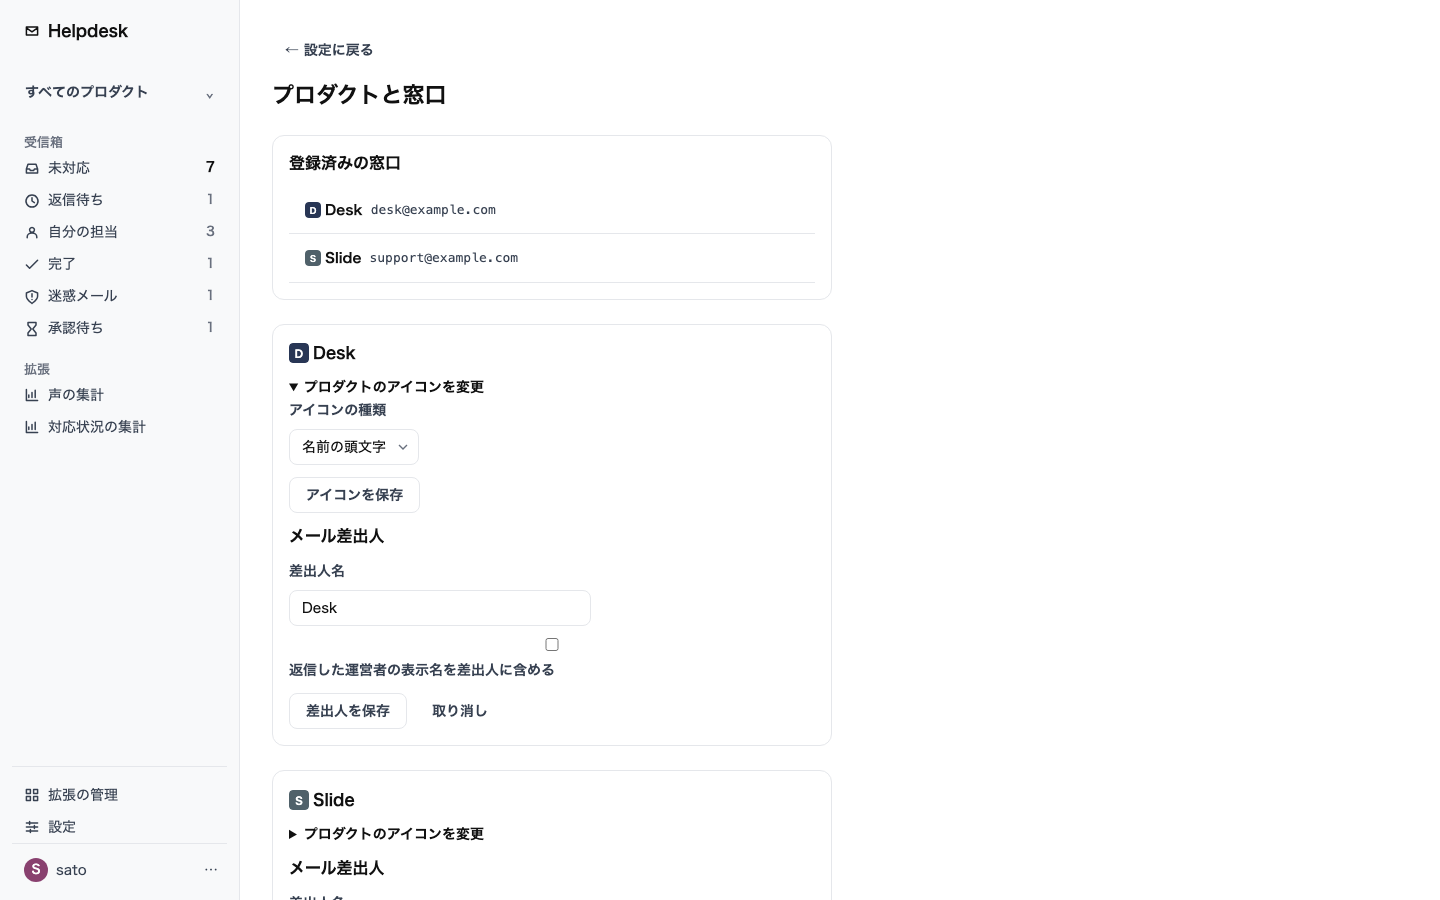 Helpdesk
すべてのプロダクト
受信箱
未対応 7
返信待ち 1
自分の担当 3
完了 1
迷惑メール 1
承認待ち 1
拡張
声の集計
対応状況の集計
拡張の管理
設定
S sato ...
← 設定に戻る
プロダクトと窓口
登録済みの窓口
D Desk desk@example.com
S Slide support@example.com
D Desk
▼ プロダクトのアイコンを変更
アイコンの種類
名前の頭文字
アイコンを保存
メール差出人
差出人名
Desk
返信した運営者の表示名を差出人に含める
差出人を保存 取り消し
S Slide
▶ プロダクトのアイコンを変更
メール差出人